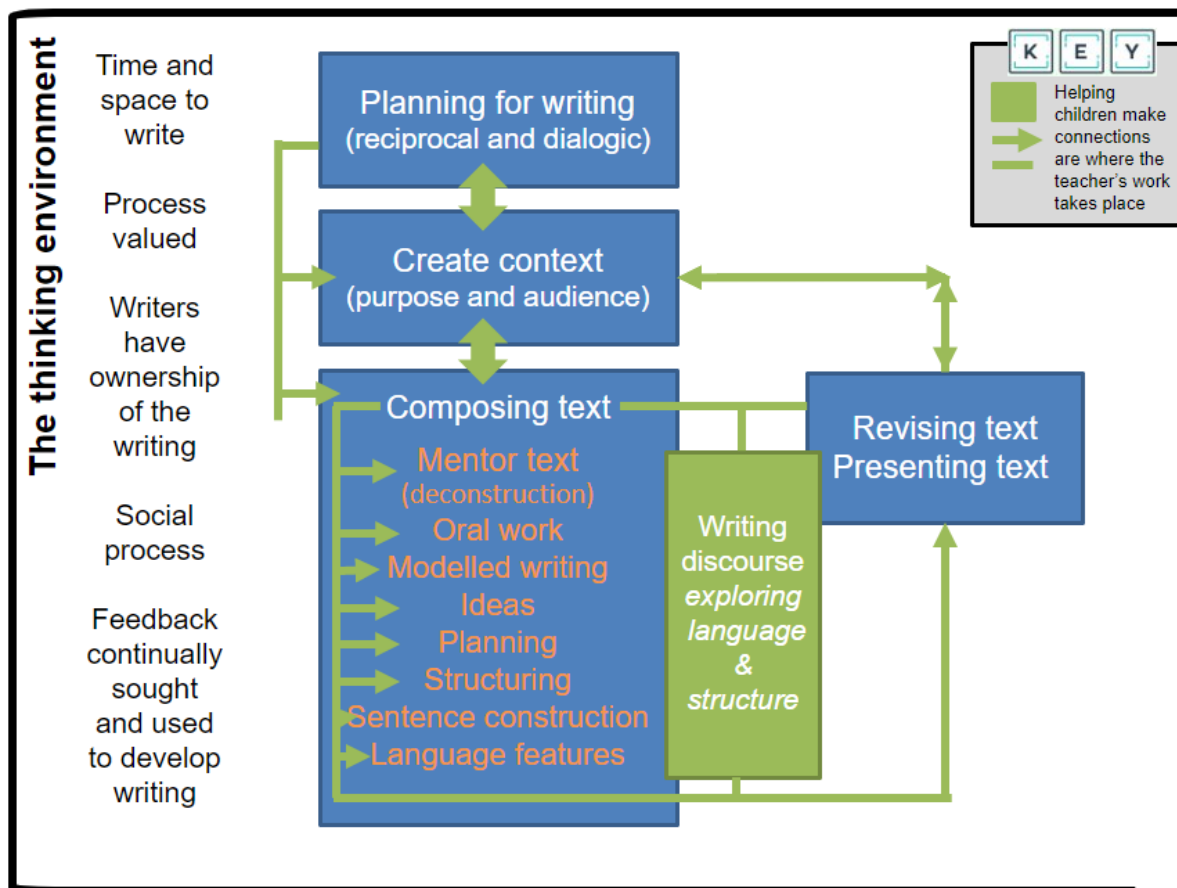 The thinking environment
Time and
space to
write
Process
valued
Writers
have
ownership
of the
writing
Social
process
Feedback
continually
sought
and used
to develop
writing
Planning for writing
(reciprocal and dialogic)
Create context
(purpose and audience)
Composing text
Mentor text
(deconstruction)
Oral work
Modelled writing
Ideas
Planning
Structuring
Sentence construction
Language features
Writing
discourse
exploring
language
&
structure
Revising text
Presenting text
K E Y
Helping
children make
connections
are where the
teacher's work
takes place